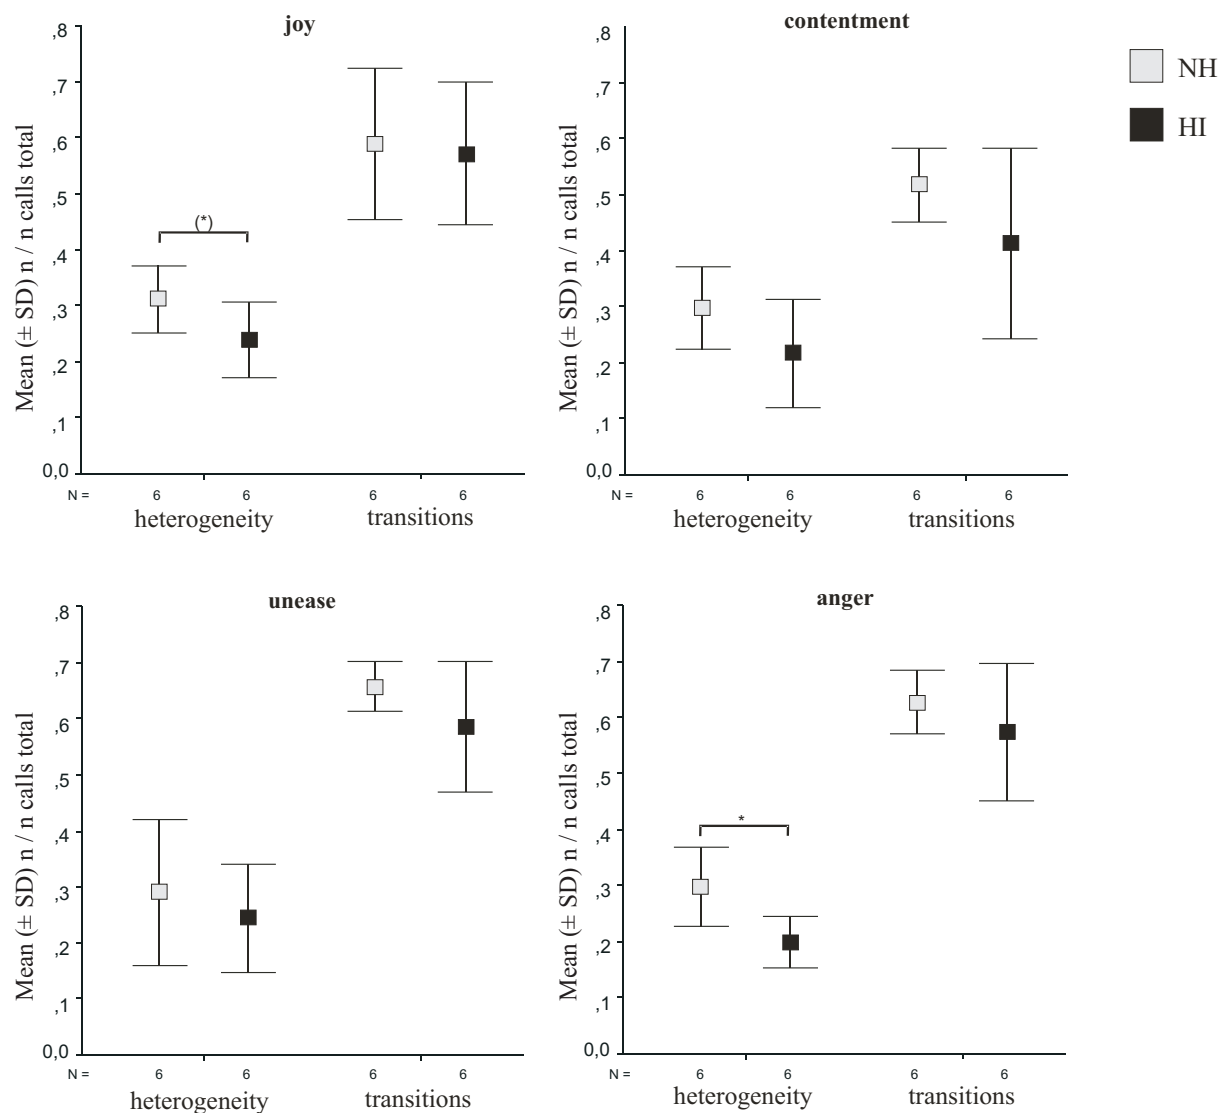 joy
Mean (± SD) n / n calls total
,8
,7
,6
,5
,4
,3
,2
,1
0,0
(*)
N =
6
6
6
6
heterogeneity
transitions
contentment
Mean (± SD) n / n calls total
,8
,7
,6
,5
,4
,3
,2
,1
0,0
N =
6
6
6
6
heterogeneity
transitions
NH
HI
unease
Mean (± SD) n / n calls total
,8
,7
,6
,5
,4
,3
,2
,1
0,0
N =
6
6
6
6
heterogeneity
transitions
anger
Mean (± SD) n / n calls total
,8
,7
,6
,5
,4
,3
,2
,1
0,0
*
N =
6
6
6
6
heterogeneity
transitions